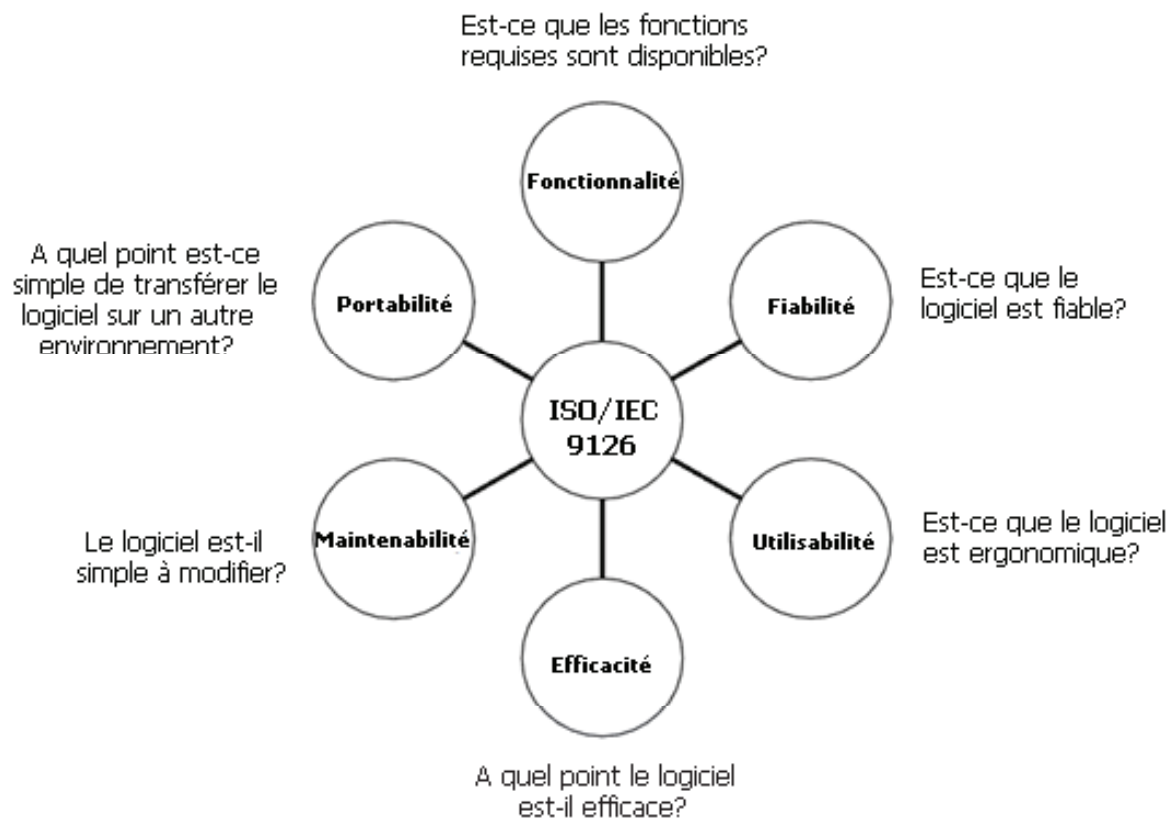 Est-ce que les fonctions
requises sont disponibles?
Fonctionnalité
A quel point est-ce
simple de transférer le
logiciel sur un autre
environnement?
Portabilité
Fiabilité
Est-ce que le
logiciel est fiable?
ISO/IEC
9126
Le logiciel est-il
simple à modifier?
Maintenabilité
Utilisabilité
Est-ce que le logiciel
est ergonomique?
Efficacité
A quel point le logiciel
est-il efficace?